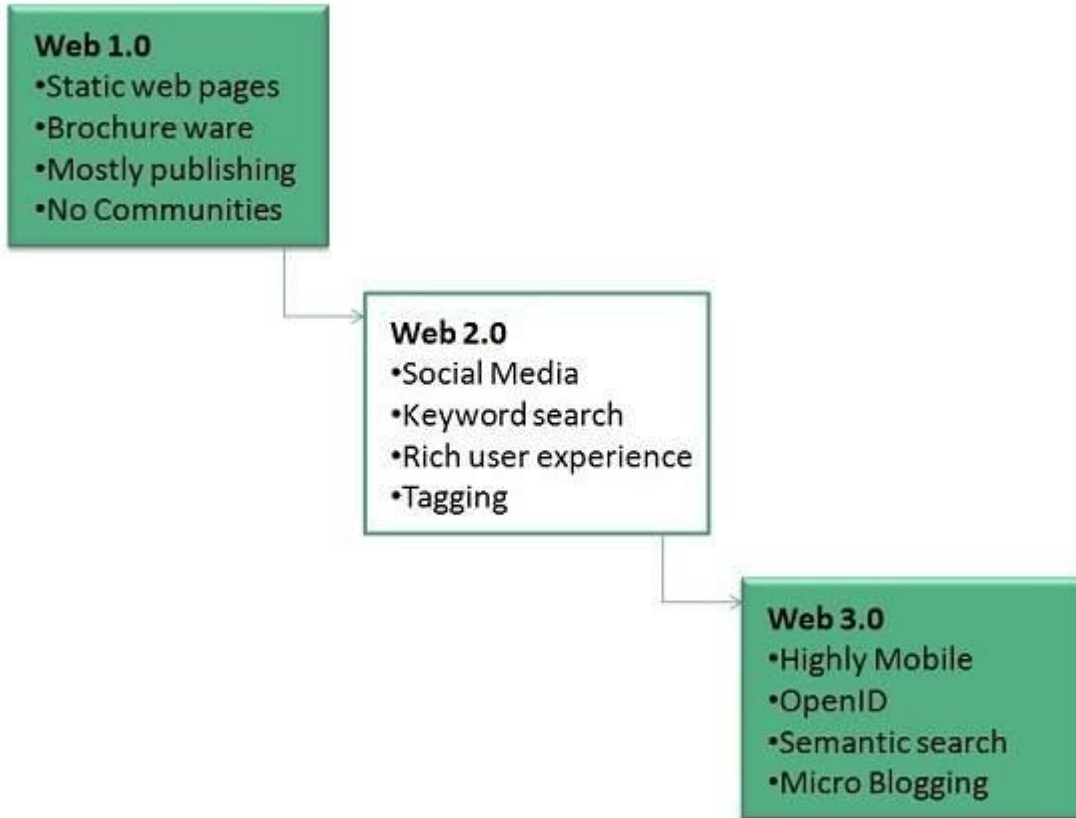 Web 1.0
•Static web pages
•Brochure ware
•Mostly publishing
•No Communities
Web 2.0
•Social Media
•Keyword search
•Rich user experience
•Tagging
Web 3.0
•Highly Mobile
•OpenID
•Semantic search
•Micro Blogging